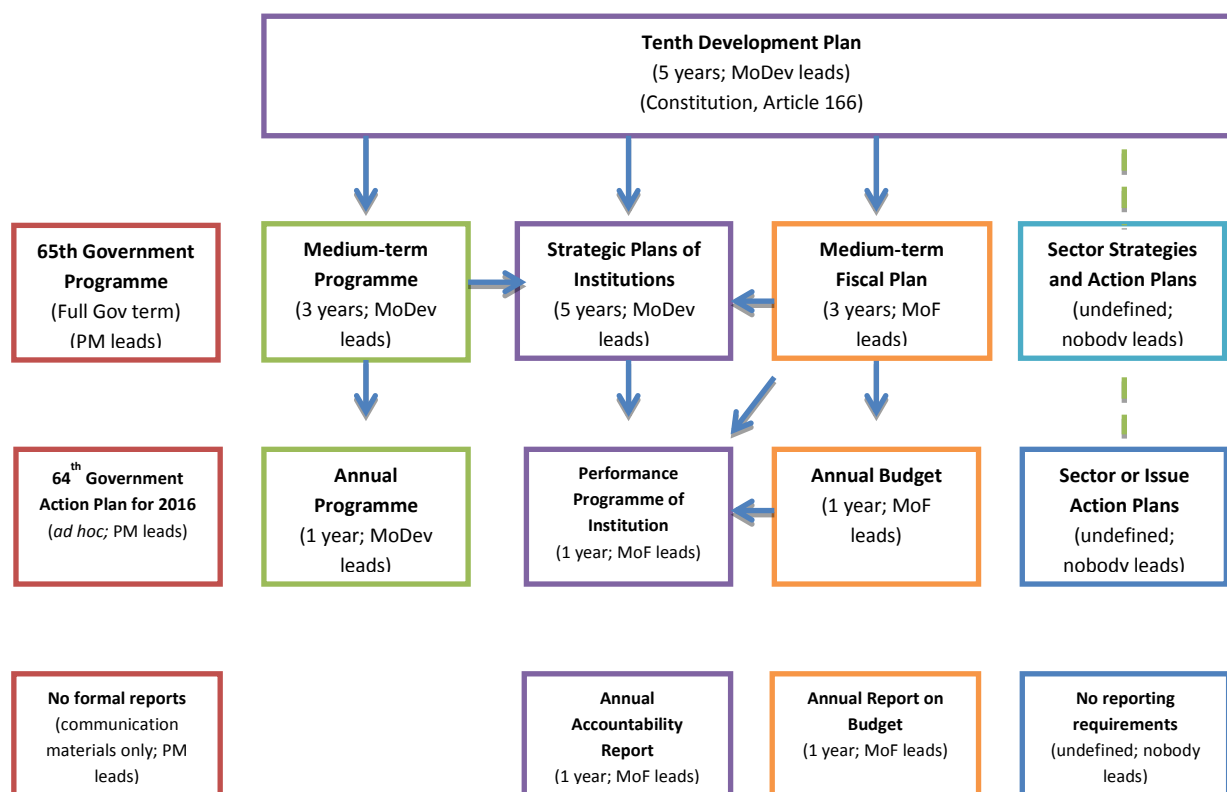 Tenth Development Plan
(5 years; MoDev leads)
(Constitution, Article 166)
65th Government
Programme
(Full Gov term)
(PM leads)
Medium-term
Programme
(3 years; MoDev
leads)
Strategic Plans of
Institutions
(5 years; MoDev
leads)
Medium-term
Fiscal Plan
(3 years; MoF
leads)
Sector Strategies
and Action Plans
(undefined;
nobody leads)
64th Government
Action Plan for 2016
(ad hoc; PM leads)
Annual
Programme
(1 year; MoDev
leads)
Performance
Programme of
Institution
(1 year; MoF leads)
Annual Budget
(1 year; MoF
leads)
Sector or Issue
Action Plans
(undefined;
nobody leads)
No formal reports
(communication
materials only; PM
leads)
Annual
Accountability
Report
(1 year; MoF leads)
Annual Report on
Budget
(1 year; MoF leads)
No reporting
requirements
(undefined; nobody
leads)